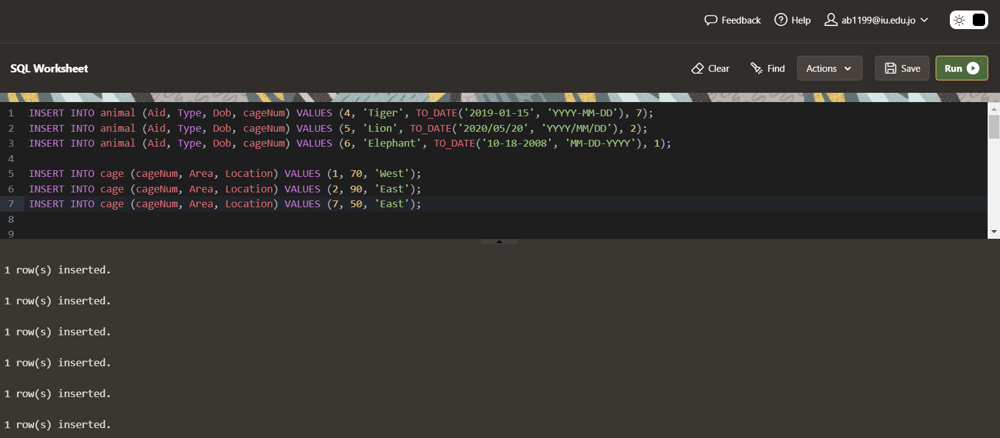 Feedback Help ab1199@iu.edu.jo
SQL Worksheet Clear Find Actions Save Run
1 INSERT INTO animal (Aid, Type, Dob, cageNum) VALUES (4, 'Tiger', TO_DATE('2019-01-15', 'YYYY-MM-DD'), 7);
2 INSERT INTO animal (Aid, Type, Dob, cageNum) VALUES (5, 'Lion', TO_DATE('2020/05/20', 'YYYY/MM/DD'), 2);
3 INSERT INTO animal (Aid, Type, Dob, cageNum) VALUES (6, 'Elephant', TO_DATE('10-18-2008', 'MM-DD-YYYY'), 1);
4
5 INSERT INTO cage (cageNum, Area, Location) VALUES (1, 70, 'West');
6 INSERT INTO cage (cageNum, Area, Location) VALUES (2, 90, 'East');
7 INSERT INTO cage (cageNum, Area, Location) VALUES (7, 50, 'East');
8
9
1 row(s) inserted.
1 row(s) inserted.
1 row(s) inserted.
1 row(s) inserted.
1 row(s) inserted.
1 row(s) inserted.